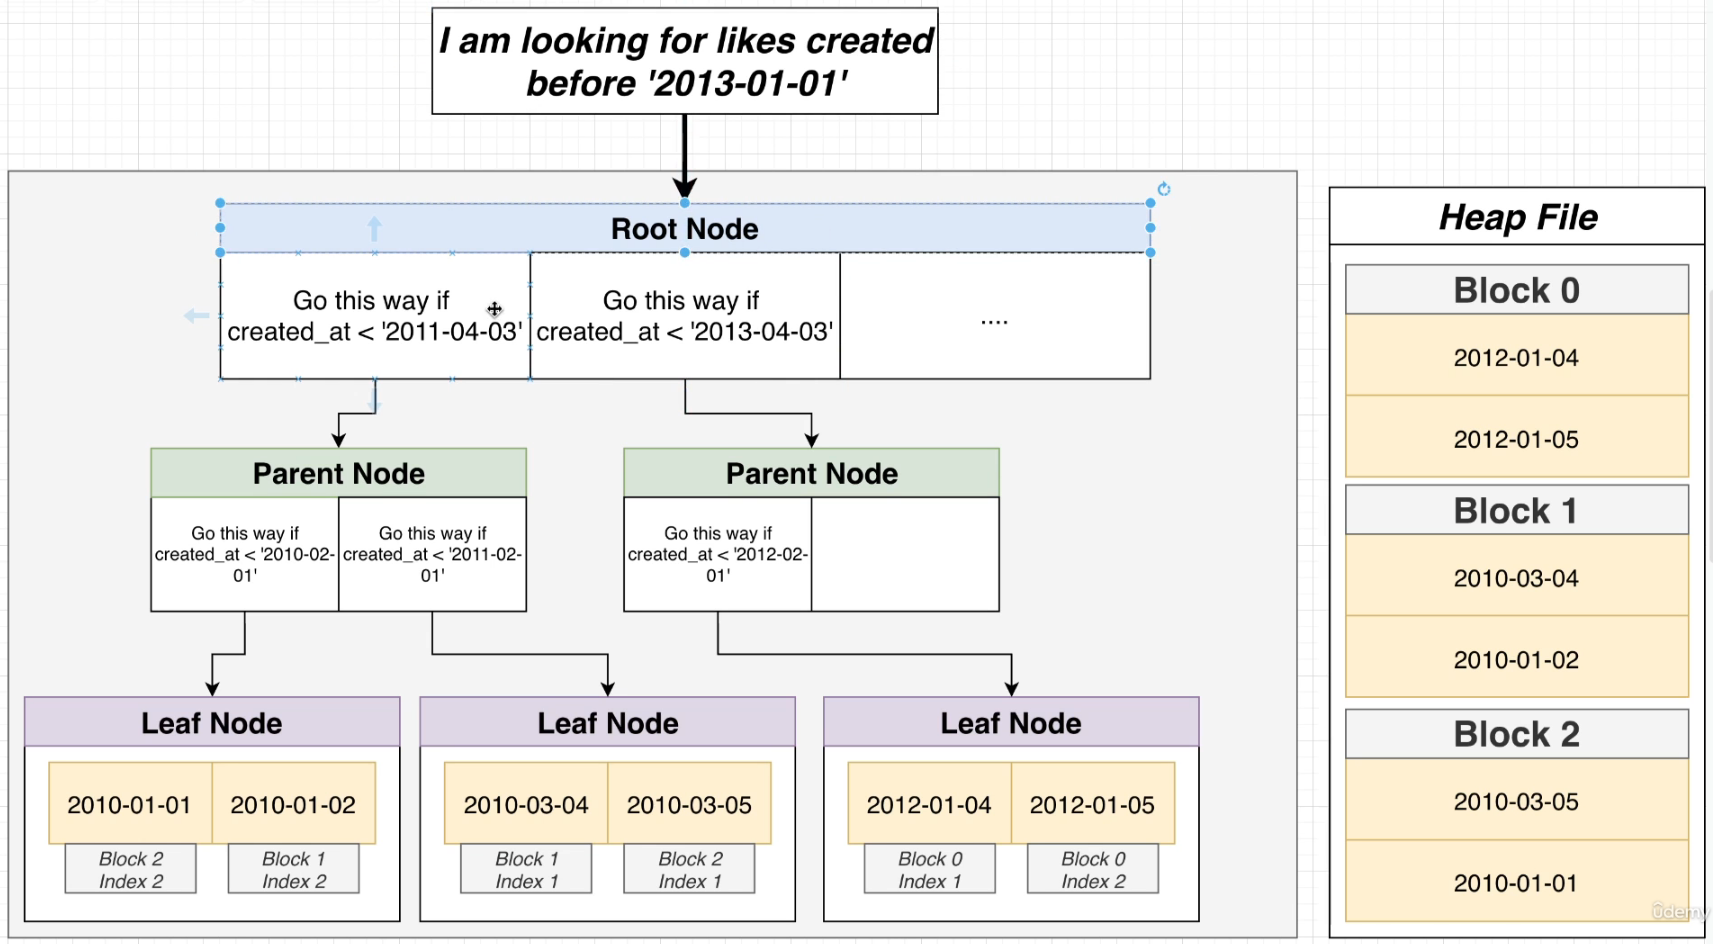 I am looking for likes created
before '2013-01-01'
Root Node
Go this way if
created_at < '2011-04-03'
Go this way if
created_at < '2013-04-03'
....
Parent Node
Go this way if
created_at < '2010-02-
01'
Go this way if
created_at < '2011-02-
01'
Parent Node
Go this way if
created_at < '2012-02-
01'
Leaf Node
2010-01-01
2010-01-02
Block 2
Index 2
Block 1
Index 2
Leaf Node
2010-03-04
2010-03-05
Block 1
Index 1
Block 2
Index 1
Leaf Node
2012-01-04
2012-01-05
Block 0
Index 1
Block 0
Index 2
Heap File
Block 0
2012-01-04
2012-01-05
Block 1
2010-03-04
2010-01-02
Block 2
2010-03-05
2010-01-01
ûdemy